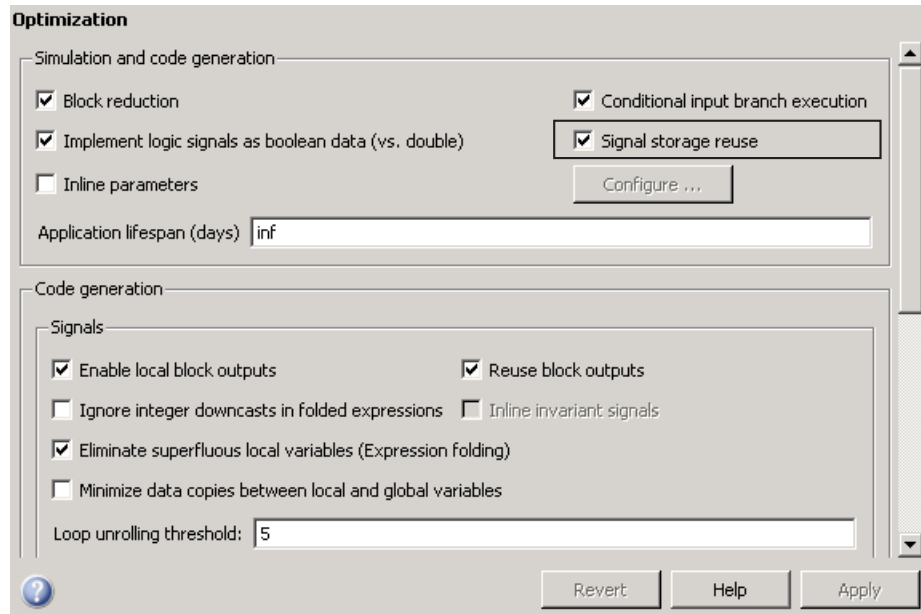 Optimization
Simulation and code generation
Block reduction
Conditional input branch execution
Implement logic signals as boolean data (vs. double)
Signal storage reuse
Inline parameters
Configure ...
Application lifespan (days) inf
Code generation
Signals
Enable local block outputs
Reuse block outputs
Ignore integer downcasts in folded expressions
Inline invariant signals
Eliminate superfluous local variables (Expression folding)
Minimize data copies between local and global variables
Loop unrolling threshold: 5
?
Revert
Help
Apply